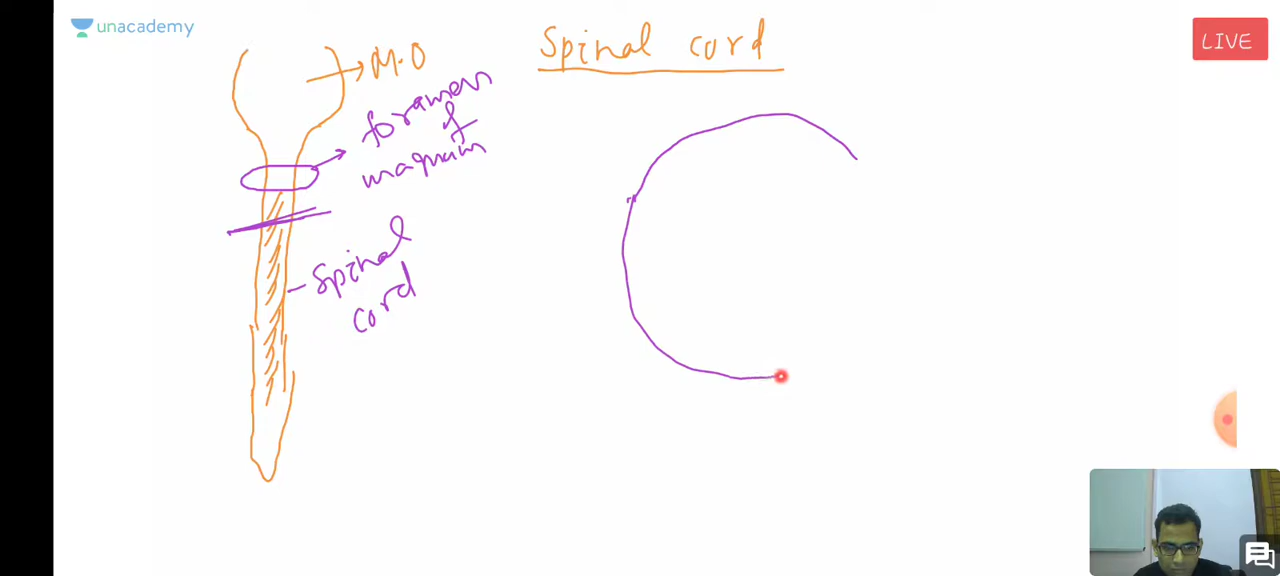 unacademy
Spinal cord
LIVE
M.O
foramen
of
magnum
Spinal
cord